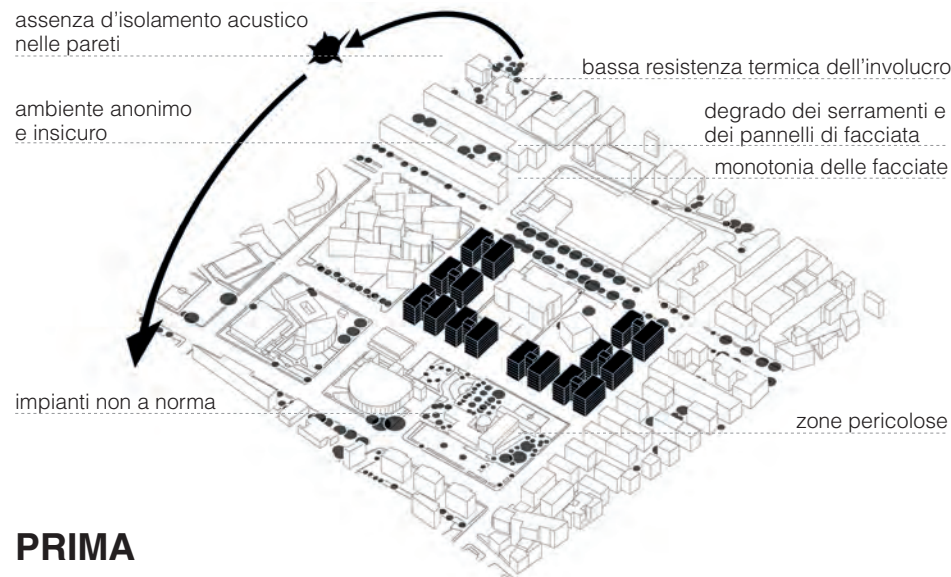 assenza d'isolamento acustico
nelle pareti
bassa resistenza termica dell'involucro
ambiente anonimo
e insicuro
degrado dei serramenti e
dei pannelli di facciata
monotonia delle facciate
impianti non a norma
zone pericolose
PRIMA